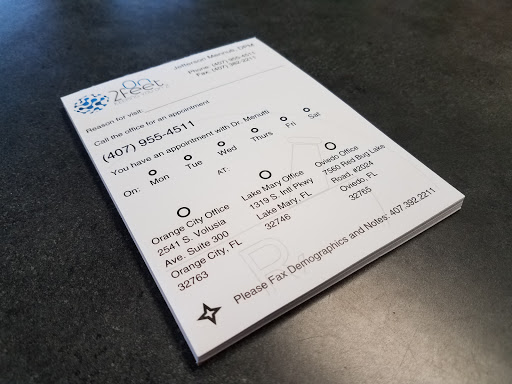 on
2feet
Jefferson Menutti, DPM
Phone: (407) 955-4511
Fax: (407) 392-2211
Reason for visit:
Call the office for an appointment
(407) 955-4511
You have an appointment with Dr. Menutti
On: Mon Tue Wed Thurs Fri Sat
AT:
Orange City Office
2541 S. Volusia
Ave. Suite 300
Orange City, FL
32763
Lake Mary Office
1319 S. Intl Pkwy
Lake Mary, FL
32746
Oviedo Office
7560 Red Bug Lake
Road, #2024
Oviedo, FL
32765
Please Fax Demographics and Notes: 407.392.2211